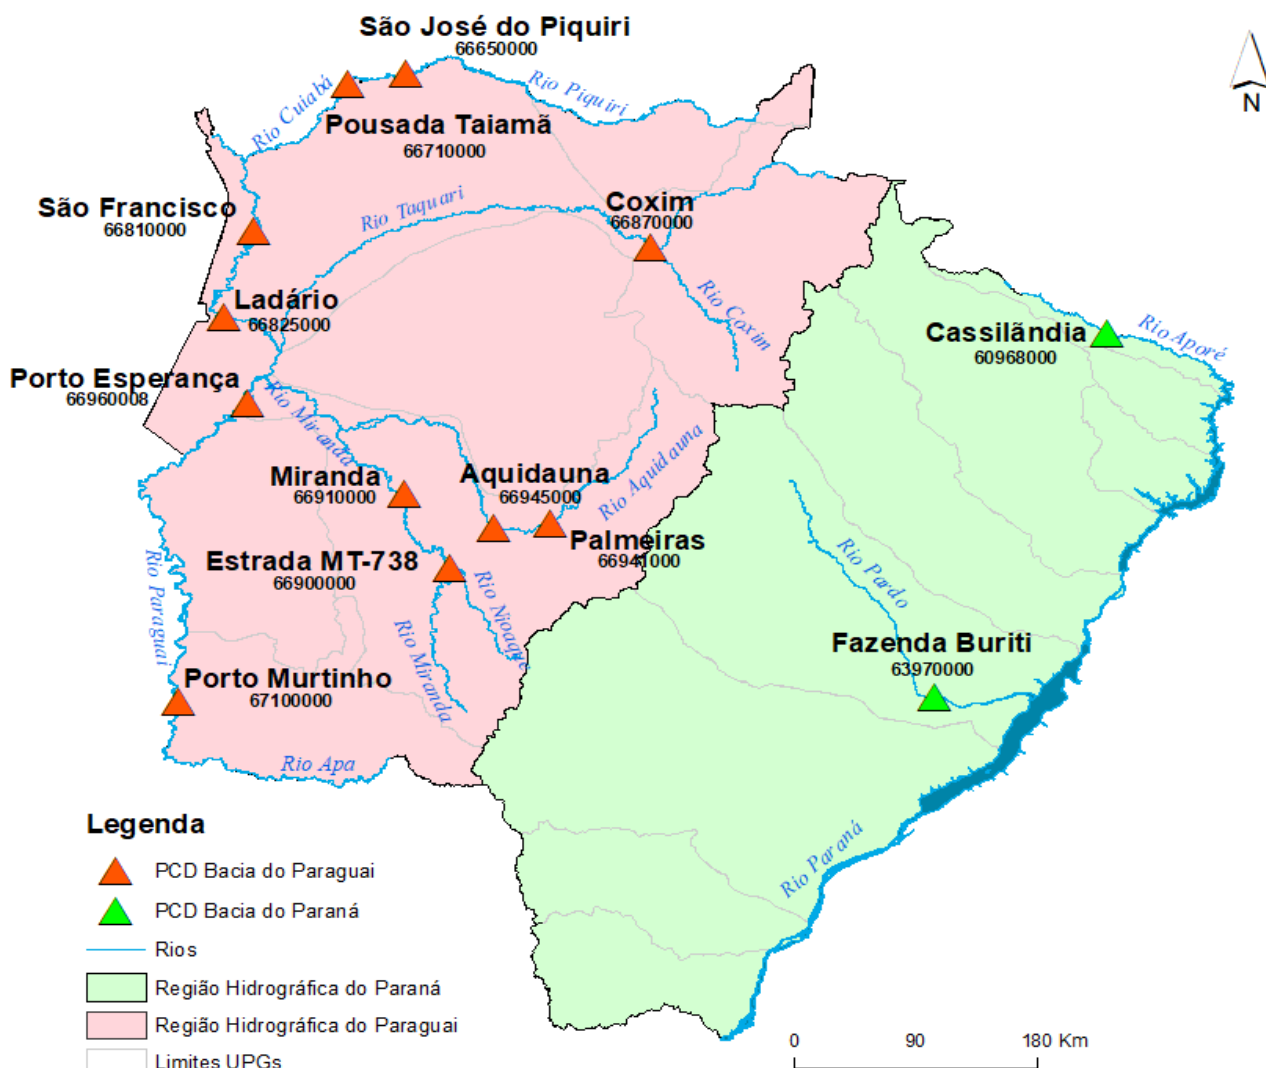 São José do Piquiri
66650000
Rio Piquiri
Rio Cuiabá
Pousada Taiamã
66710000
N
São Francisco
66810000
Rio Taquari
Coxim
66870000
Ladário
66825000
Rio Coxim
Cassilândia
60968000
Rio Aporé
Porto Esperança
66960008
Rio Miranda
Miranda
66910000
Aquidauna
66945000
Rio Aquidauna
Palmeiras
66941000
Estrada MT-738
66900000
Rio Nioaque
Rio Pardo
Rio Paraguai
Rio Miranda
Fazenda Buriti
63970000
Porto Murtinho
67100000
Rio Apa
Rio Paraná
Legenda
PCD Bacia do Paraguai
PCD Bacia do Paraná
Rios
Região Hidrográfica do Paraná
Região Hidrográfica do Paraguai
Limites UPGs
0 90 180 Km